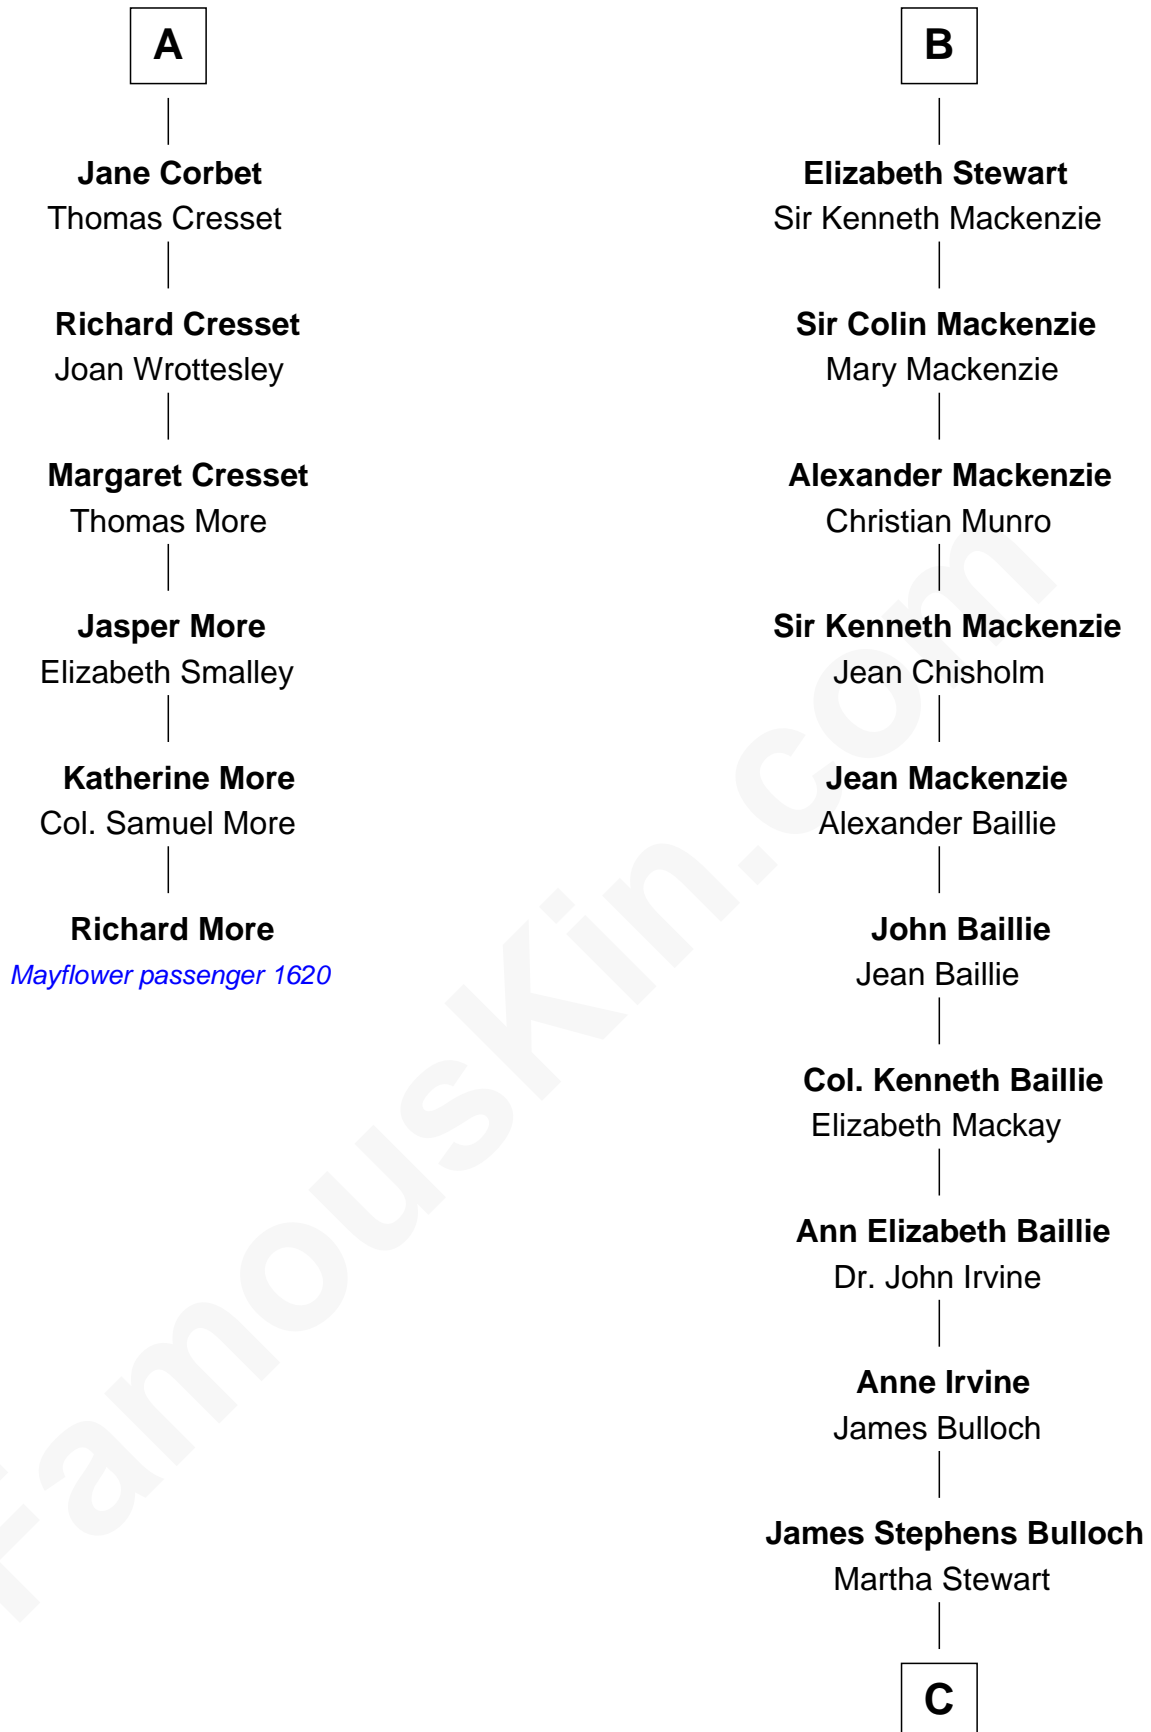 A
Jane Corbet
Thomas Cresset
Richard Cresset
Joan Wrottesley
Margaret Cresset
Thomas More
Jasper More
Elizabeth Smalley
Katherine More
Col. Samuel More
Richard More
Mayflower passenger 1620
B
Elizabeth Stewart
Sir Kenneth Mackenzie
Sir Colin Mackenzie
Mary Mackenzie
Alexander Mackenzie
Christian Munro
Sir Kenneth Mackenzie
Jean Chisholm
Jean Mackenzie
Alexander Baillie
John Baillie
Jean Baillie
Col. Kenneth Baillie
Elizabeth Mackay
Ann Elizabeth Baillie
Dr. John Irvine
Anne Irvine
James Bulloch
James Stephens Bulloch
Martha Stewart
C
FamousKin.com